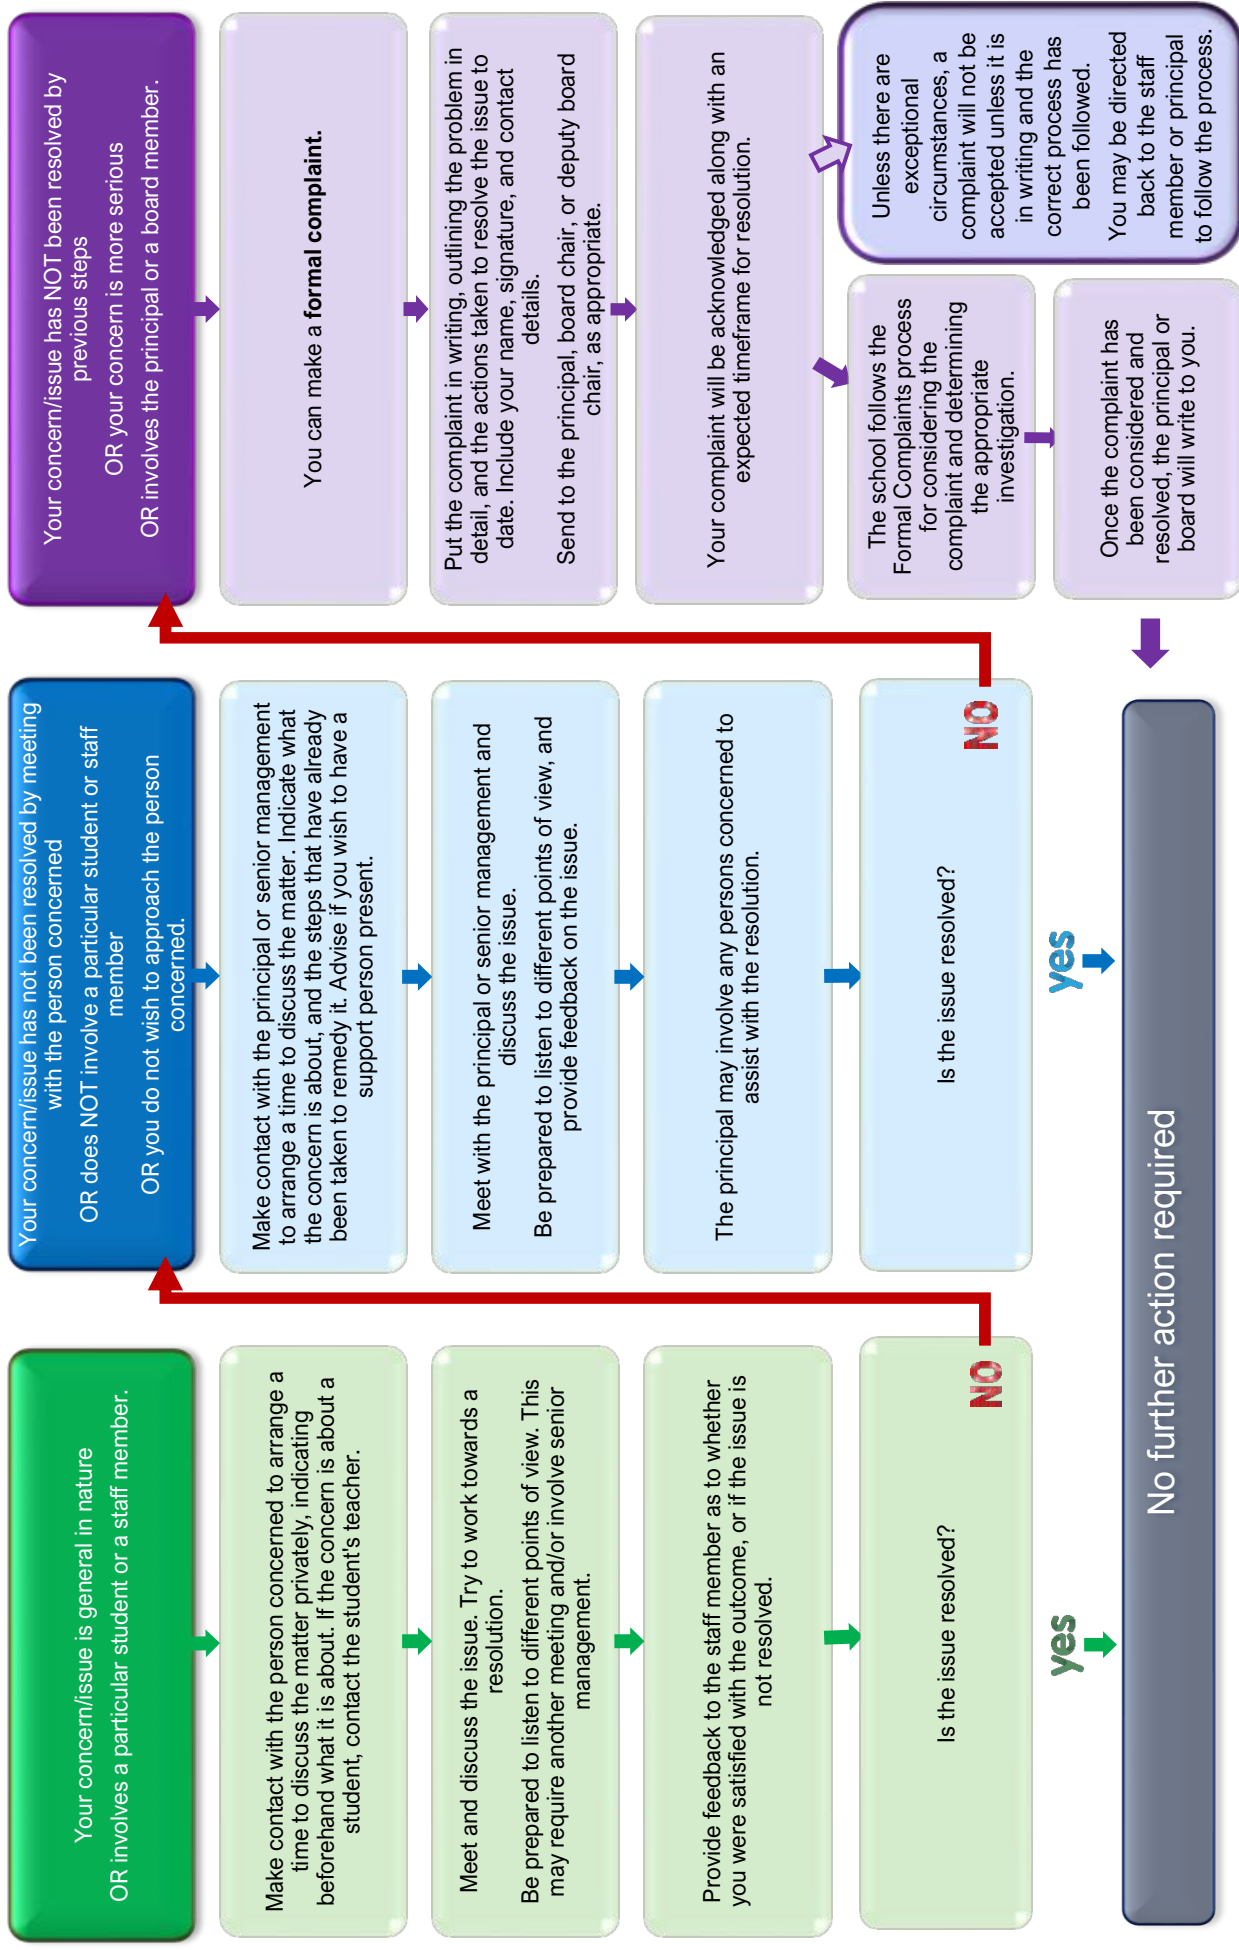 Your concern/issue is general in nature
OR involves a particular student or a staff member.
Make contact with the person concerned to arrange a
time to discuss the matter privately, indicating
beforehand what it is about. If the concern is about a
student, contact the student's teacher.
Meet and discuss the issue. Try to work towards a
resolution.
Be prepared to listen to different points of view. This
may require another meeting and/or involve senior
management.
Provide feedback to the staff member as to whether
you were satisfied with the outcome, or if the issue is
not resolved.
Is the issue resolved?
NO
yes
Your concern/issue has not been resolved by meeting
with the person concerned
OR does NOT involve a particular student or staff
member
OR you do not wish to approach the person
concerned.
Make contact with the principal or senior management
to arrange a time to discuss the matter. Indicate what
the concern is about, and the steps that have already
been taken to remedy it. Advise if you wish to have a
support person present.
Meet with the principal or senior management and
discuss the issue.
Be prepared to listen to different points of view, and
provide feedback on the issue.
The principal may involve any persons concerned to
assist with the resolution.
Is the issue resolved?
NO
yes
Your concern/issue has NOT been resolved by
previous steps
OR your concern is more serious
OR involves the principal or a board member.
You can make a formal complaint.
Put the complaint in writing, outlining the problem in
detail, and the actions taken to resolve the issue to
date. Include your name, signature, and contact
details.
Send to the principal, board chair, or deputy board
chair, as appropriate.
Your complaint will be acknowledged along with an
expected timeframe for resolution.
The school follows the
Formal Complaints process
for considering the
complaint and determining
the appropriate
investigation.
Once the complaint has
been considered and
resolved, the principal or
board will write to you.
Unless there are
exceptional
circumstances, a
complaint will not be
accepted unless it is
in writing and the
correct process has
been followed.
You may be directed
back to the staff
member or principal
to follow the process.
No further action required